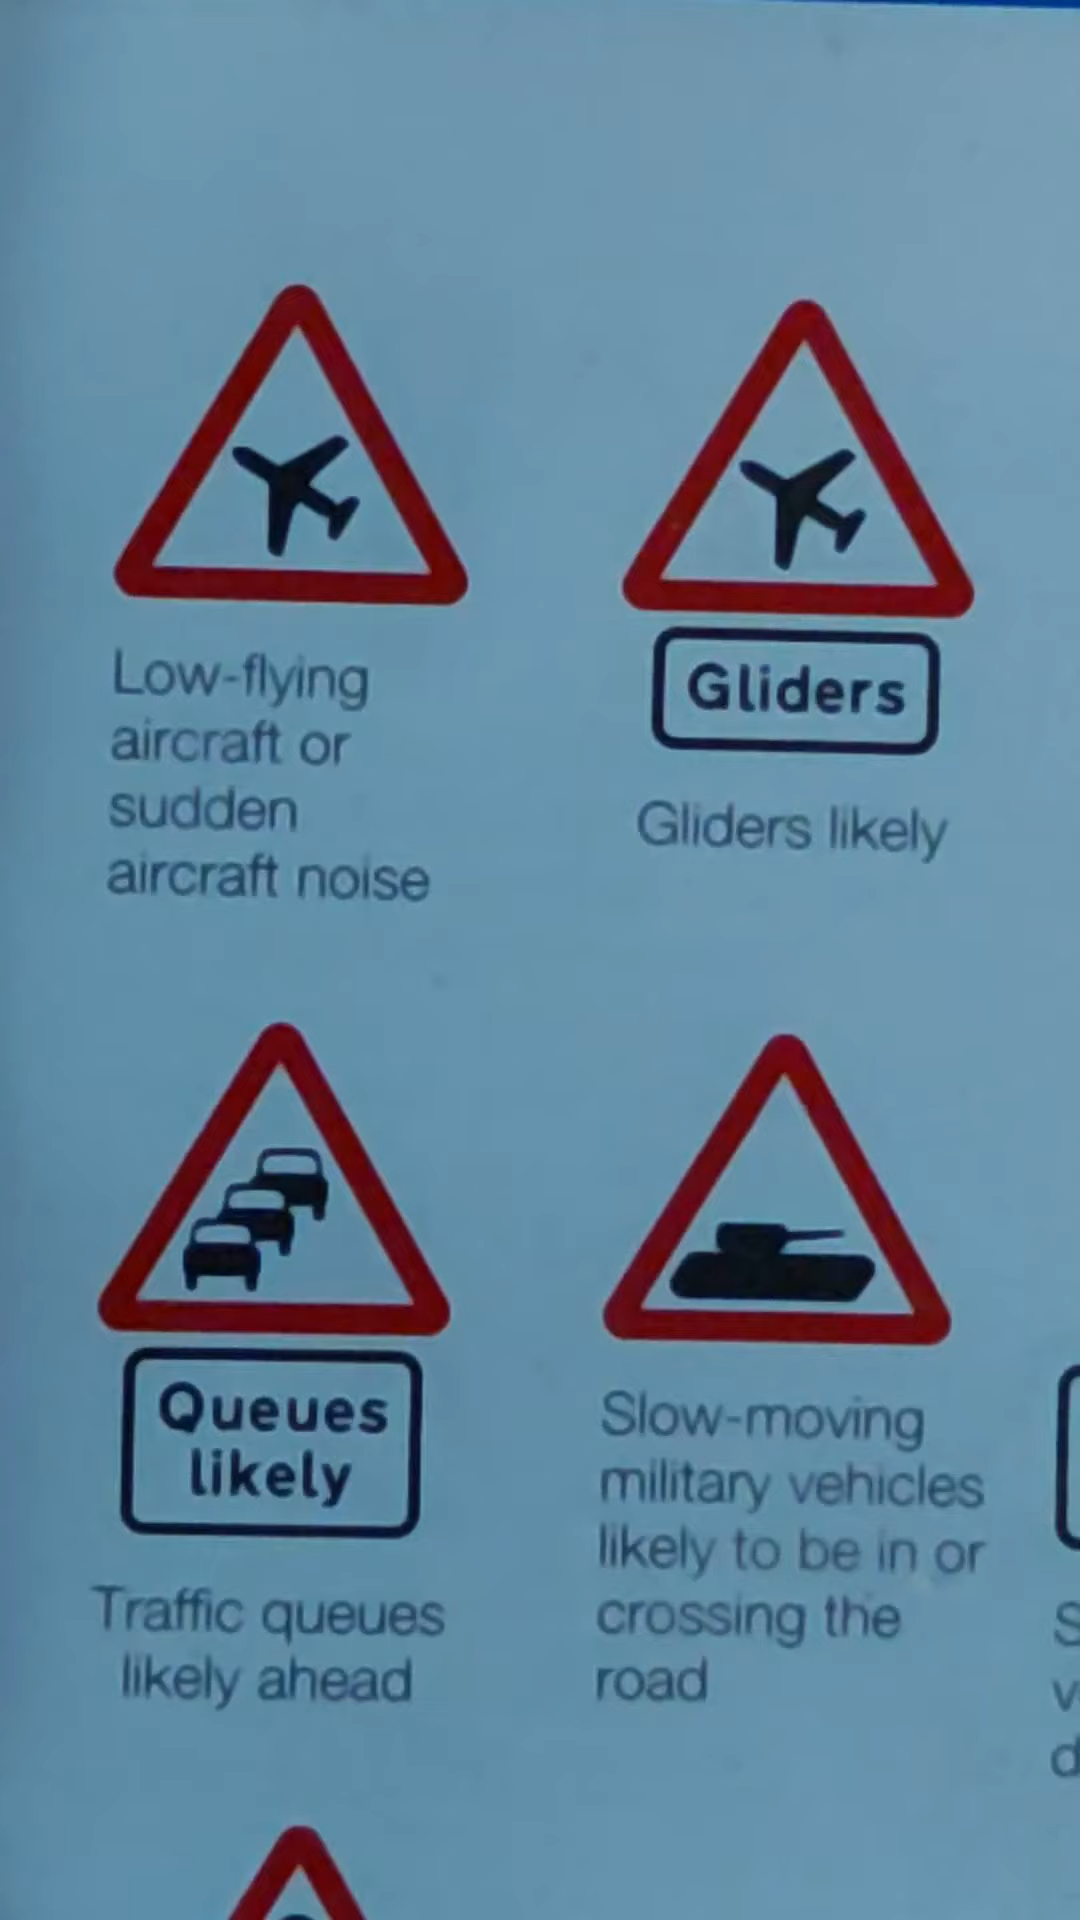 Low-flying
aircraft or
sudden
aircraft noise
Gliders
Gliders likely
Queues
likely
Traffic queues
likely ahead
Slow-moving
military vehicles
likely to be in or
crossing the
road